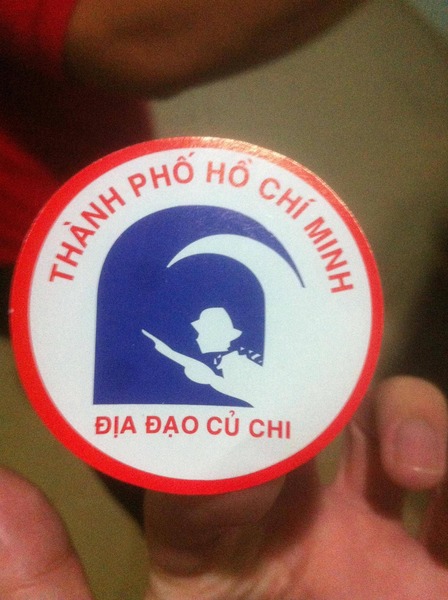 THÀNH PHỐ HỒ CHÍ MINH
ĐỊA ĐẠO CỦ CHI